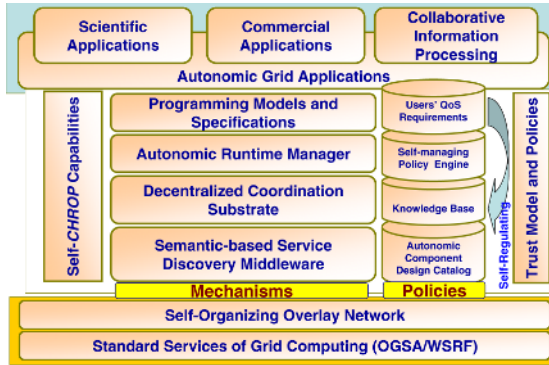 Scientific
Applications
Commercial
Applications
Collaborative
Information
Processing
Autonomic Grid Applications
Self-CHROP Capabilities
Programming Models and
Specifications
Autonomic Runtime Manager
Decentralized Coordination
Substrate
Semantic-based Service
Discovery Middleware
Mechanisms
Users' QoS
Requirements
Self-managing
Policy Engine
Knowledge Base
Autonomic
Component
Design Catalog
Policies
Self-Regulating
Trust Model and Policies
Self-Organizing Overlay Network
Standard Services of Grid Computing (OGSA/WSRF)